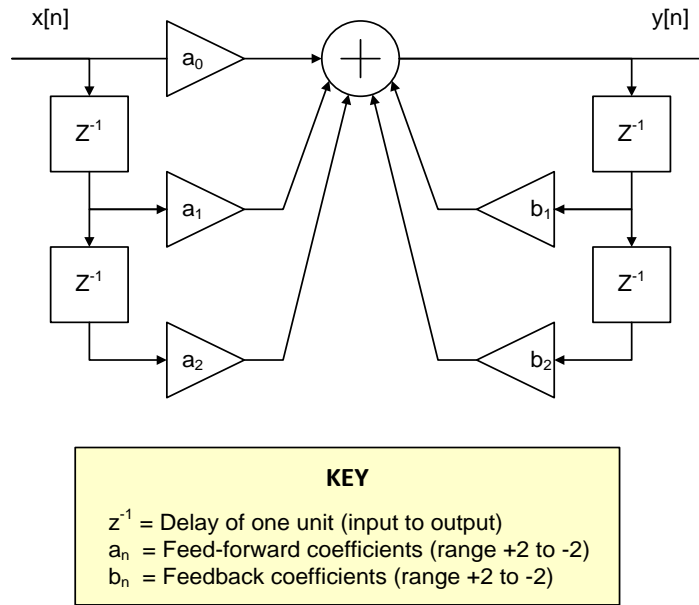 x[n] y[n]
a₀
Z⁻¹ Z⁻¹
a₁ b₁
Z⁻¹ Z⁻¹
a₂ b₂
KEY
z⁻¹ = Delay of one unit (input to output)
aₙ = Feed-forward coefficients (range +2 to -2)
bₙ = Feedback coefficients (range +2 to -2)